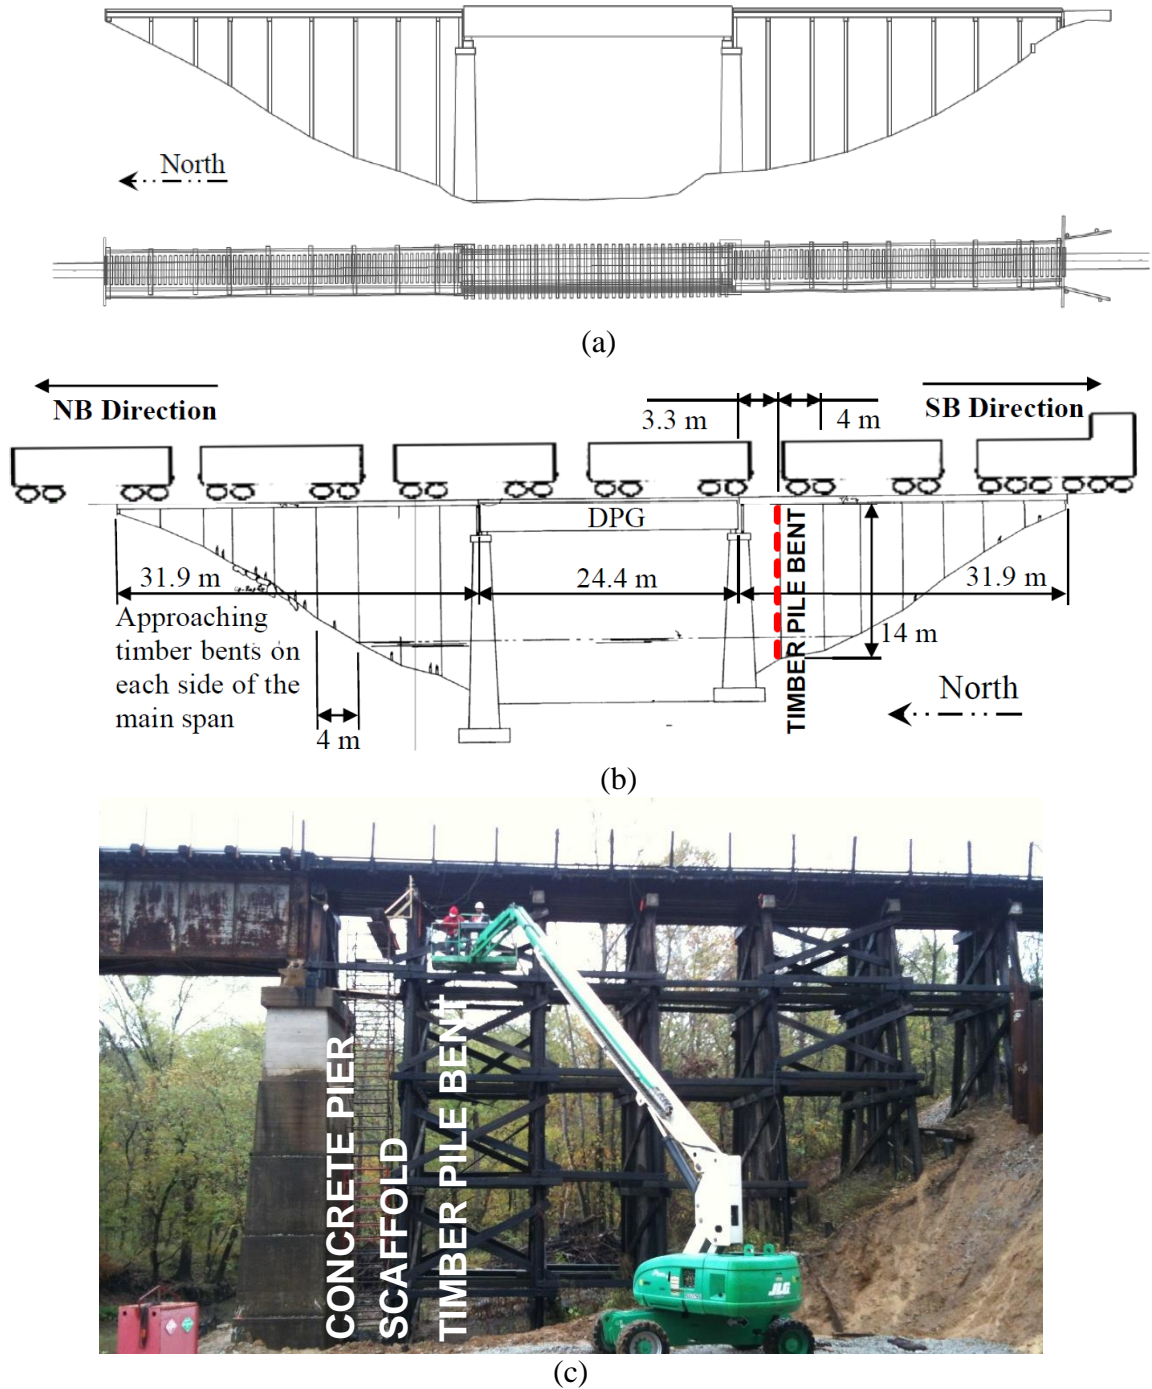 North
(a)
NB Direction
3.3 m
4 m
SB Direction
DPG
TIMBER PILE BENT
31.9 m
24.4 m
31.9 m
Approaching
timber bents on
each side of the
main span
14 m
North
4 m
(b)
CONCRETE PIER
SCAFFOLD
TIMBER PILE BENT
JLG
(c)